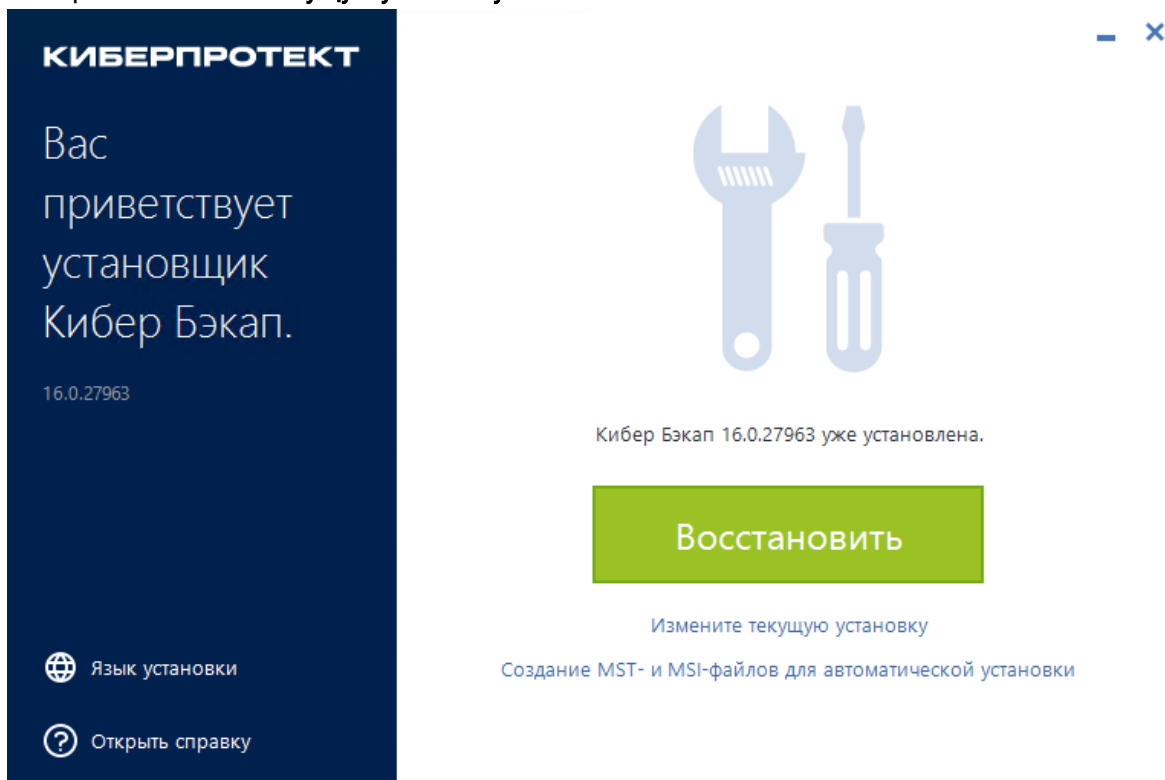 КИБЕРПРОТЕКТ
Вас
приветствует
установщик
Кибер Бэкап.
16.0.27963
Язык установки
Открыть справку
Кибер Бэкап 16.0.27963 уже установлена.
Восстановить
Измените текущую установку
Создание MST- и MSI-файлов для автоматической установки